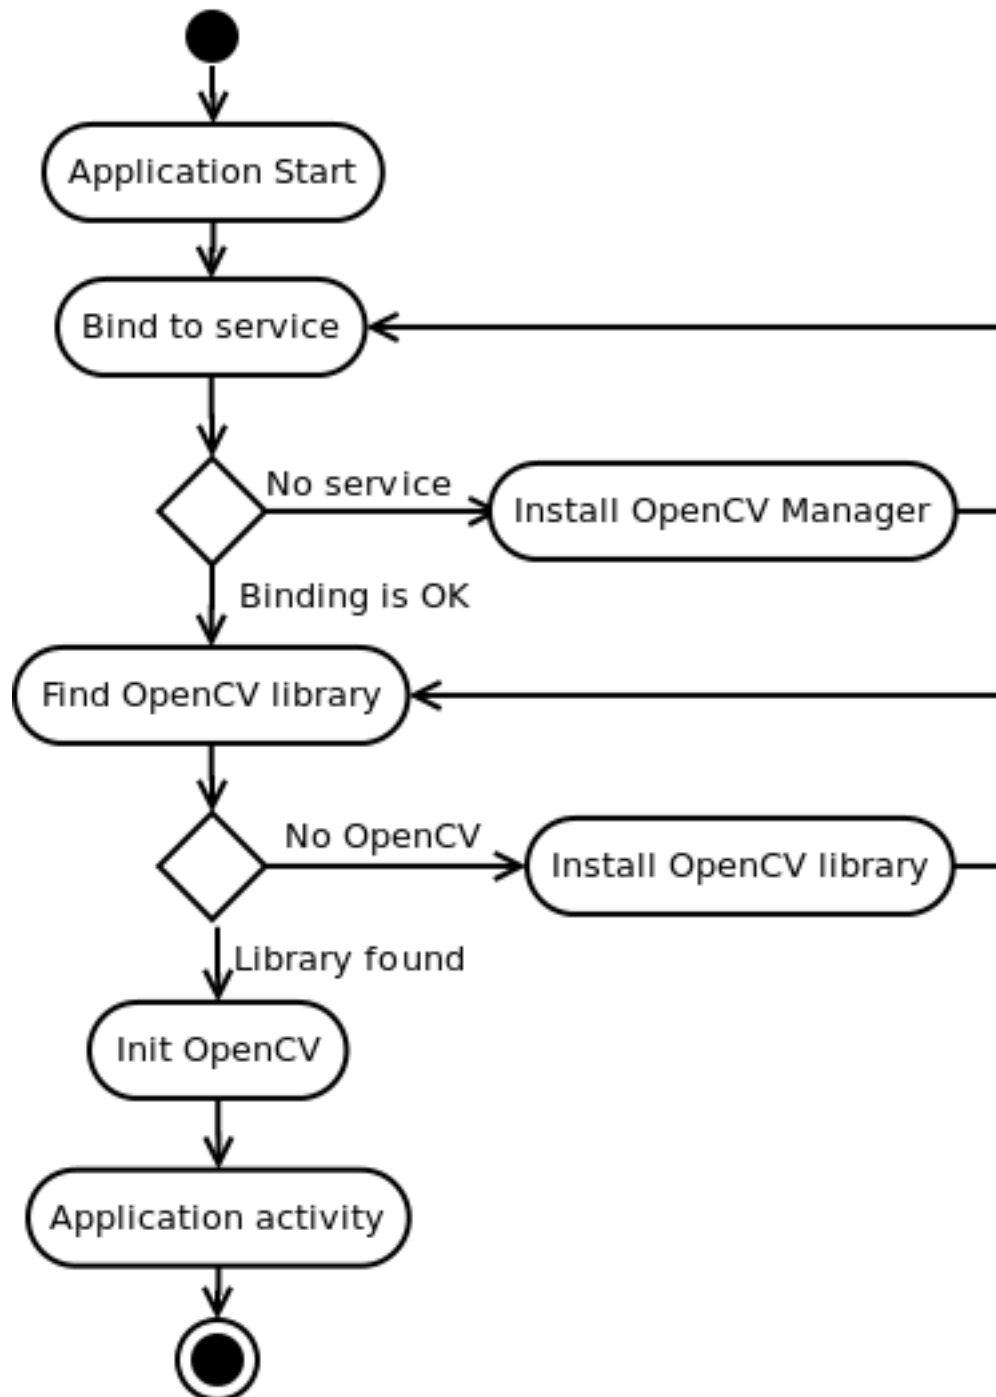 Application Start
Bind to service
No service
Install OpenCV Manager
Binding is OK
Find OpenCV library
No OpenCV
Install OpenCV library
Library found
Init OpenCV
Application activity